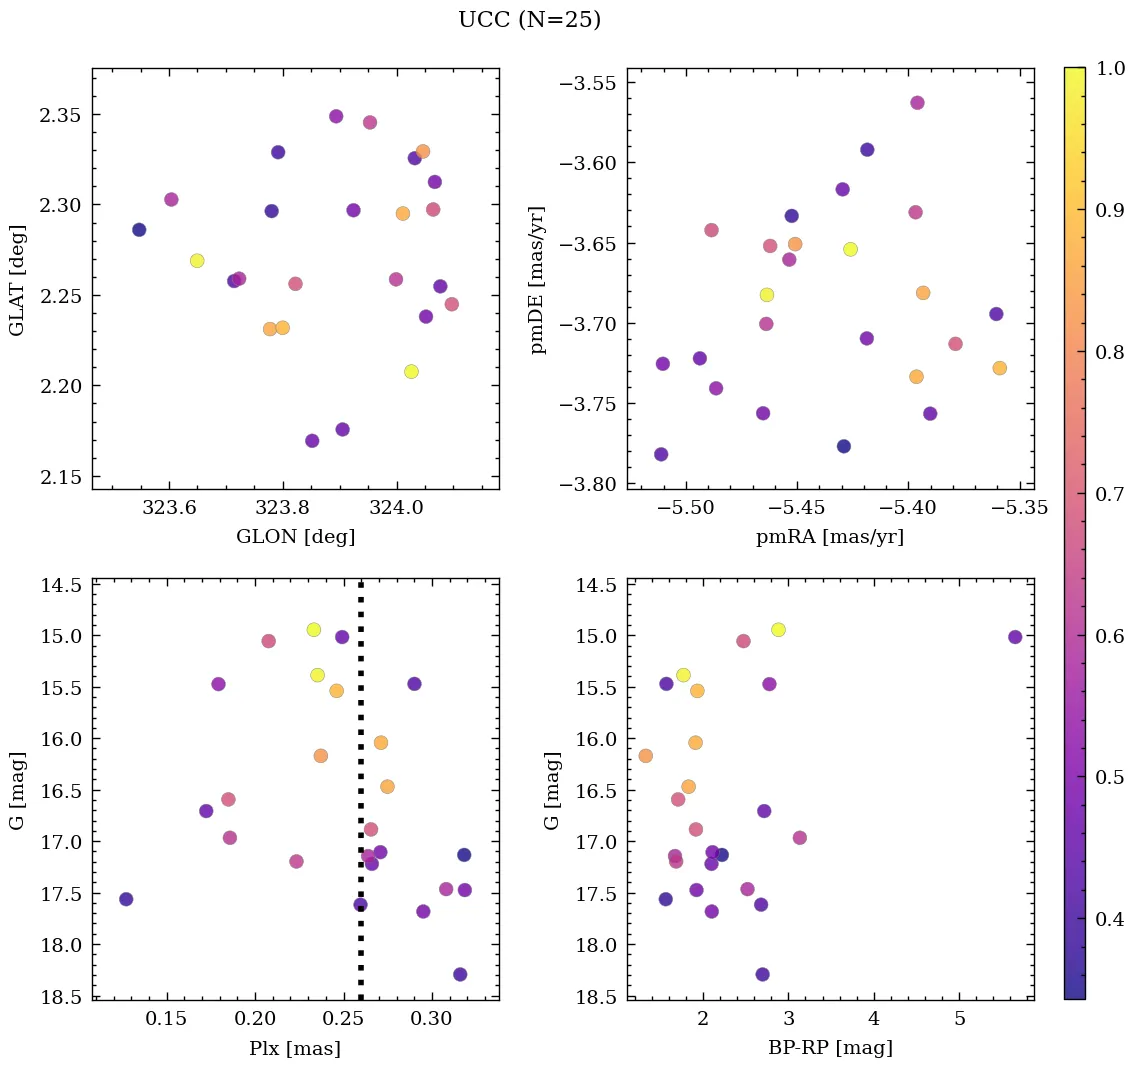 UCC (N=25)
2.35
2.30
2.25
2.20
2.15
GLAT [deg]
323.6 323.8 324.0
GLON [deg]
−3.55
−3.60
−3.65
−3.70
−3.75
−3.80
pmDE [mas/yr]
−5.50 −5.45 −5.40 −5.35
pmRA [mas/yr]
14.5
15.0
15.5
16.0
16.5
17.0
17.5
18.0
18.5
G [mag]
0.15 0.20 0.25 0.30
Plx [mas]
14.5
15.0
15.5
16.0
16.5
17.0
17.5
18.0
18.5
G [mag]
2 3 4 5
BP-RP [mag]
1.0
0.9
0.8
0.7
0.6
0.5
0.4